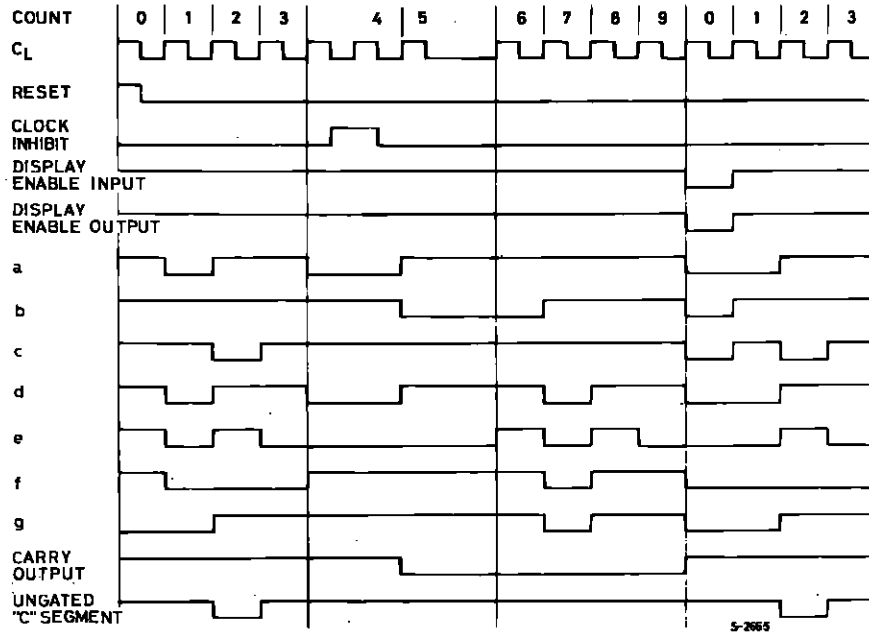 COUNT 0 1 2 3 4 5 6 7 8 9 0 1 2 3
CL
RESET
CLOCK
INHIBIT
DISPLAY
ENABLE INPUT
DISPLAY
ENABLE OUTPUT
a
b
c
d
e
f
g
CARRY
OUTPUT
UNGATED
"C" SEGMENT
S-2665